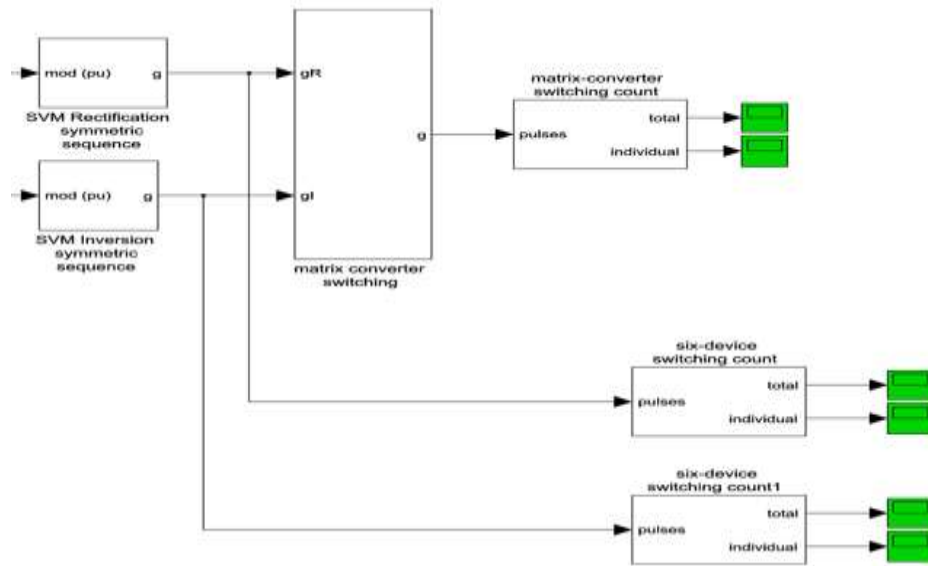 mod (pu)
g
SVM Rectification
symmetric
sequence
mod (pu)
g
SVM Inversion
symmetric
sequence
gR
g
gI
matrix converter
switching
matrix-converter
switching count
pulses
total
individual
six-device
switching count
pulses
total
individual
six-device
switching count1
pulses
total
individual